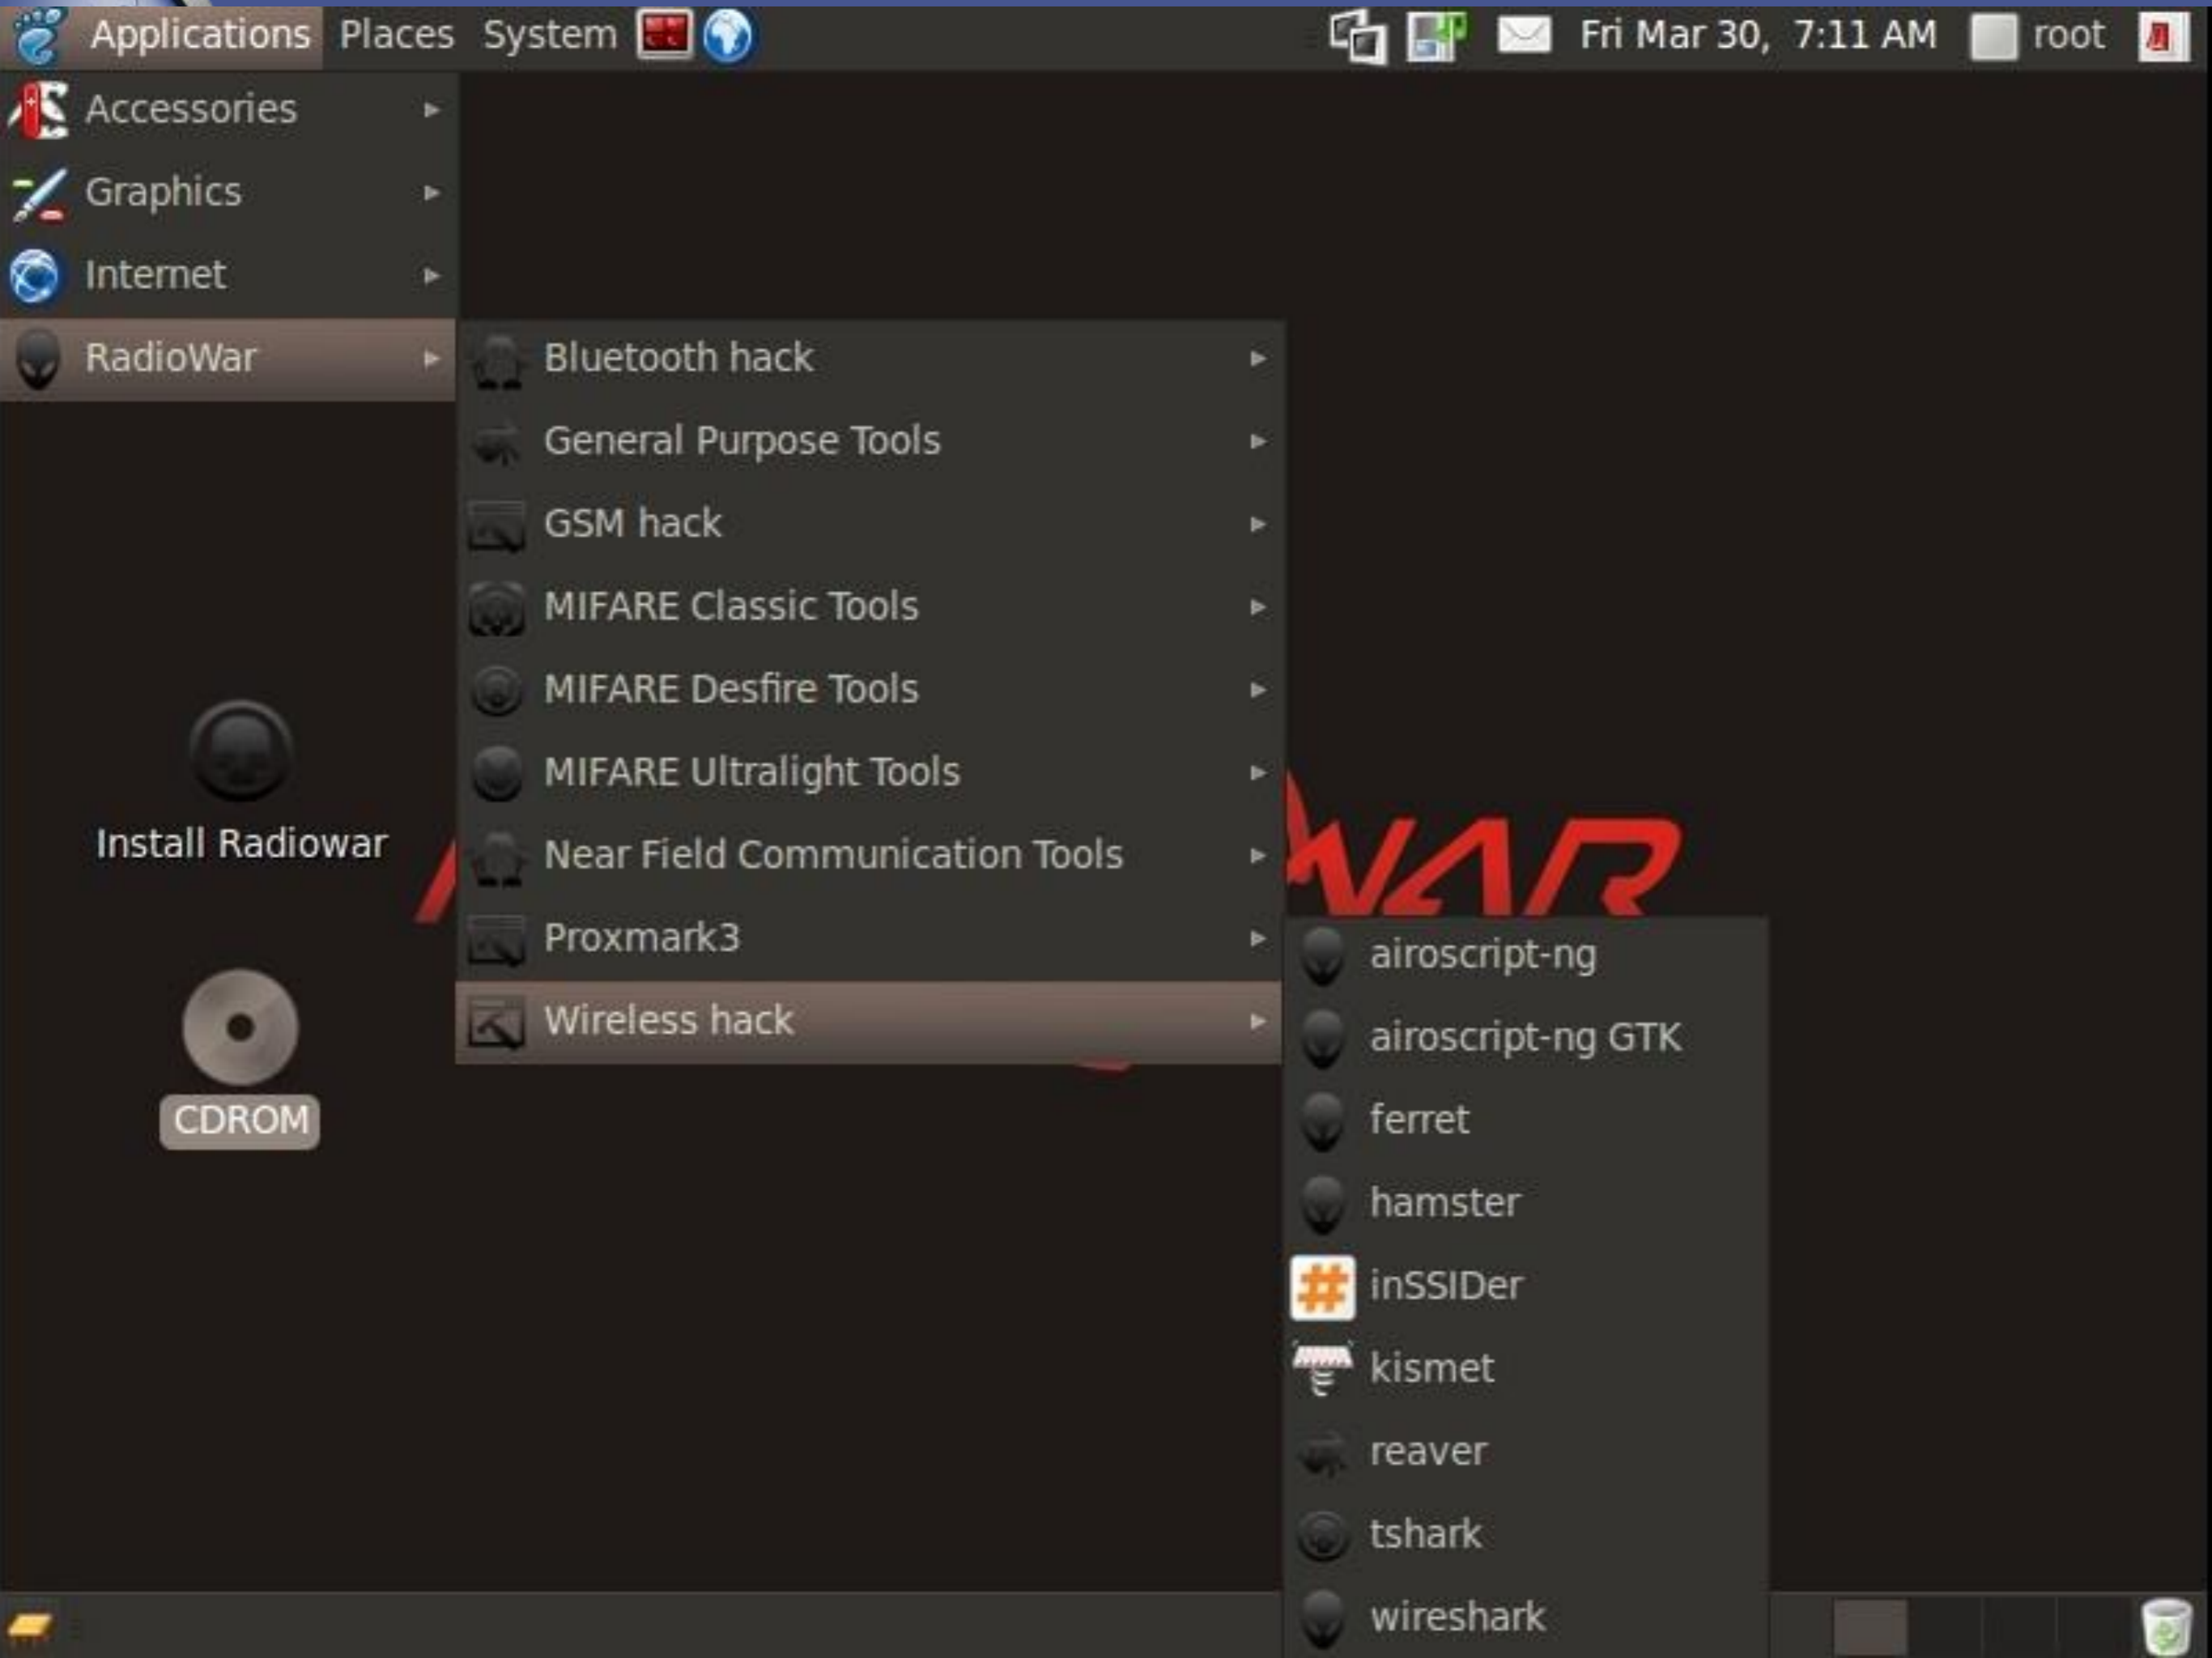 Applications Places System Fri Mar 30, 7:11 AM root
Accessories
Graphics
Internet
RadioWar
Bluetooth hack
General Purpose Tools
GSM hack
MIFARE Classic Tools
MIFARE Desfire Tools
MIFARE Ultralight Tools
Near Field Communication Tools
Proxmark3
Wireless hack
airoscript-ng
airoscript-ng GTK
ferret
hamster
inSSIDer
kismet
reaver
tshark
wireshark
Install Radiowar
CDROM
WAR